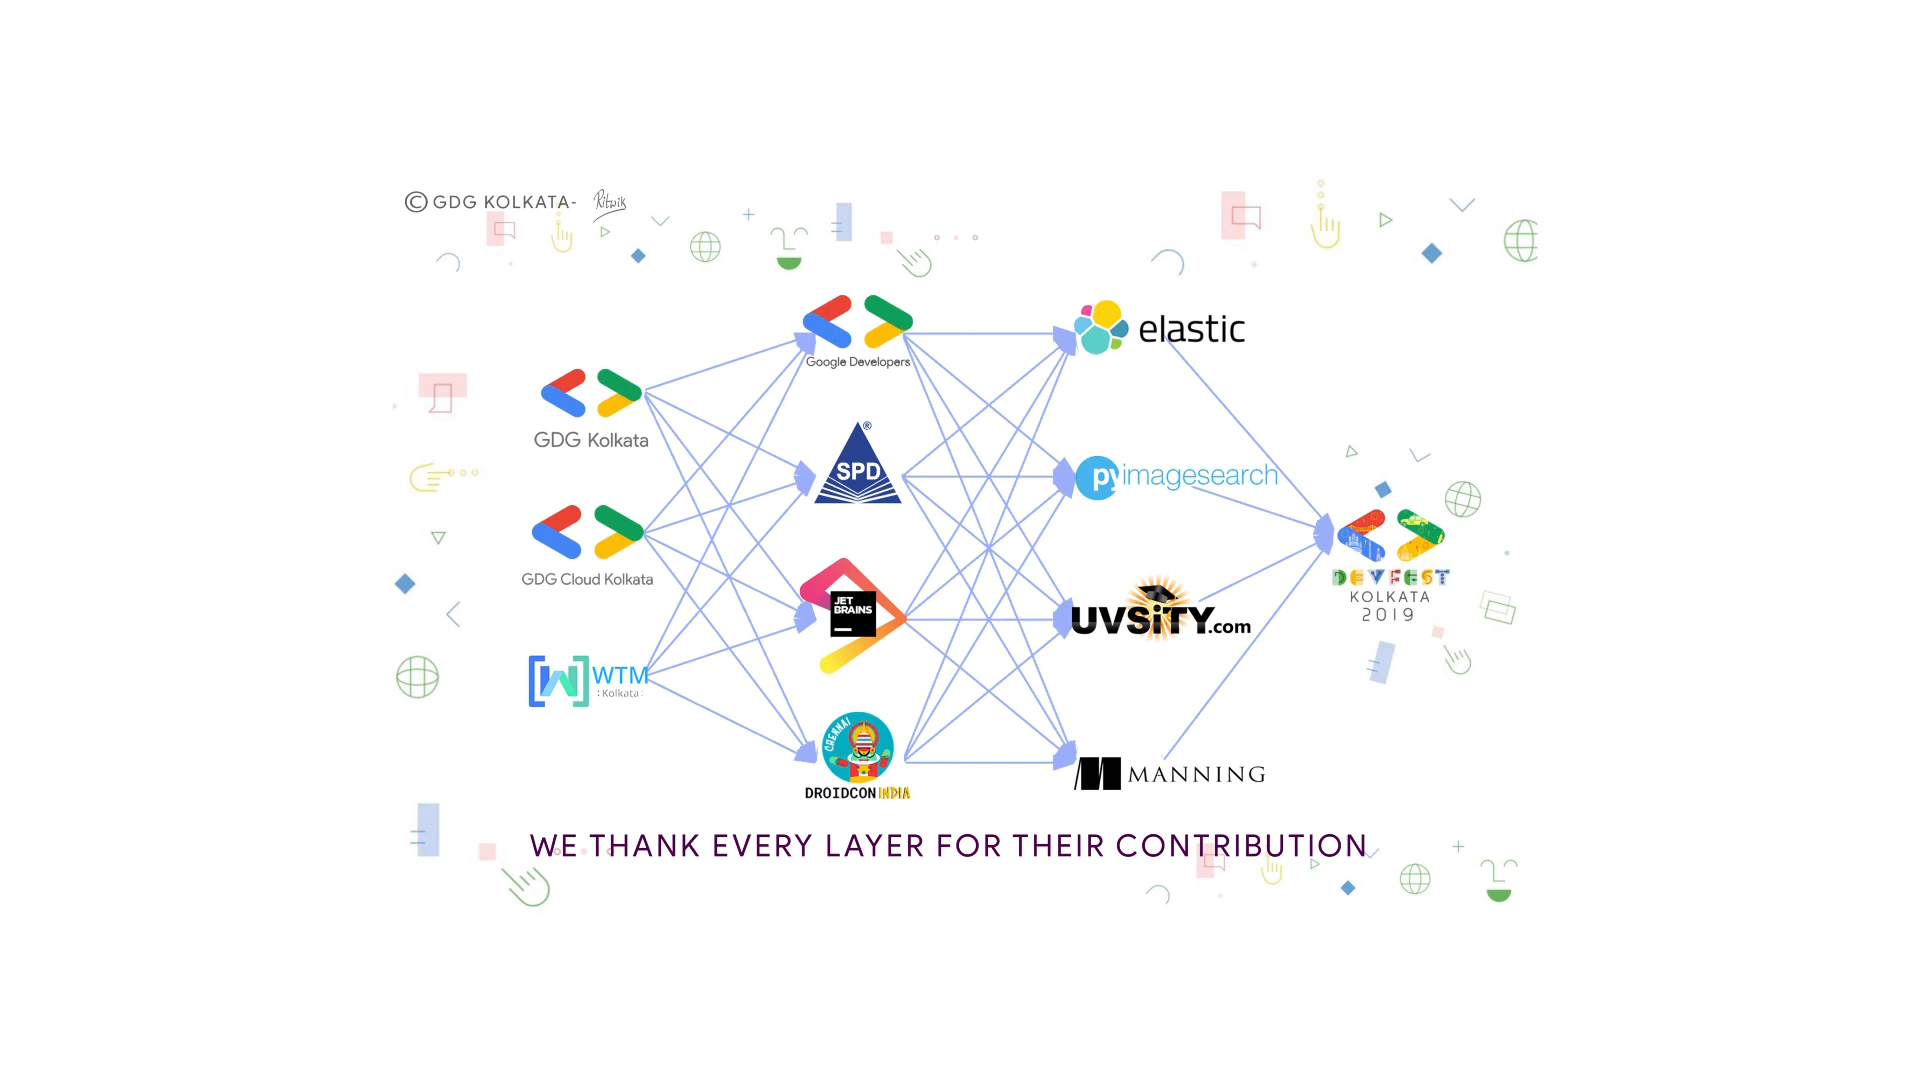 © GDG KOLKATA- Ritwik
GDG Kolkata
GDG Cloud Kolkata
WTM
:Kolkata:
Google Developers
SPD®
JET
BRAINS
CHENNAI
DROIDCON INDIA
elastic
pyimagesearch
UVSiTY.com
MANNING
DEVFEST
KOLKATA
2019
WE THANK EVERY LAYER FOR THEIR CONTRIBUTION